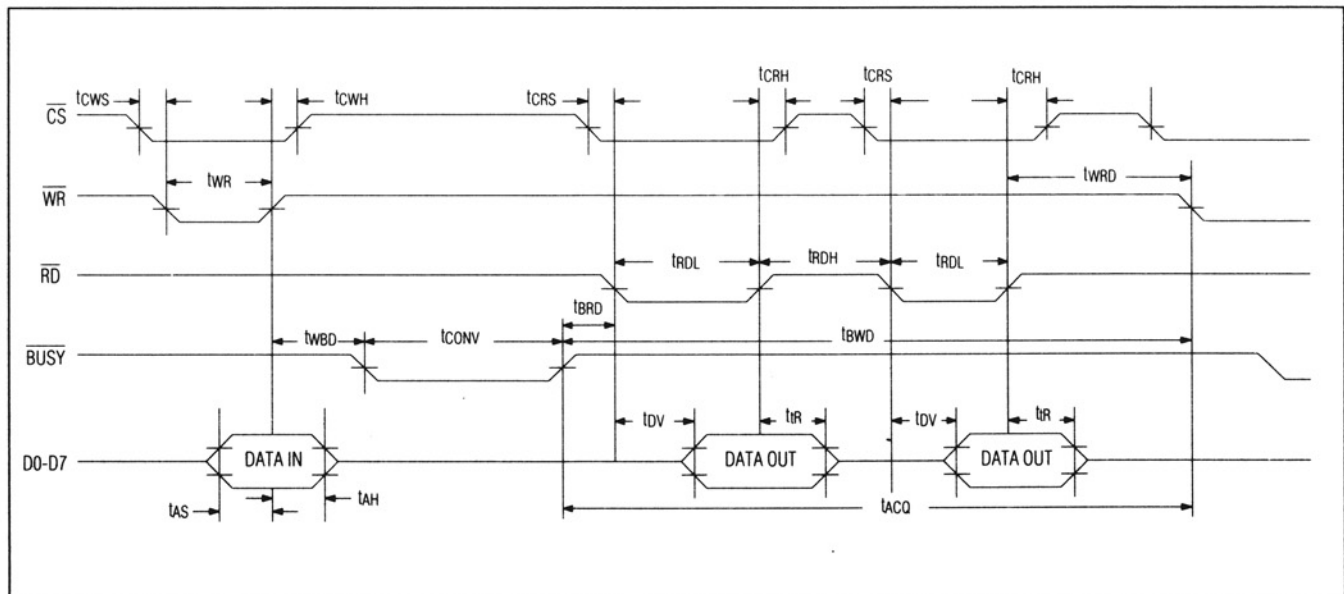 tCWS tCWH tCRS tCRH tCRS tCRH
CS
tWR tWRD
WR
tRDL tRDH tRDL
RD
tBRD
tWBD tCONV tBWD
BUSY
tDV tIR tDV tIR
D0-D7 DATA IN DATA OUT DATA OUT
tAS tAH
tACQ